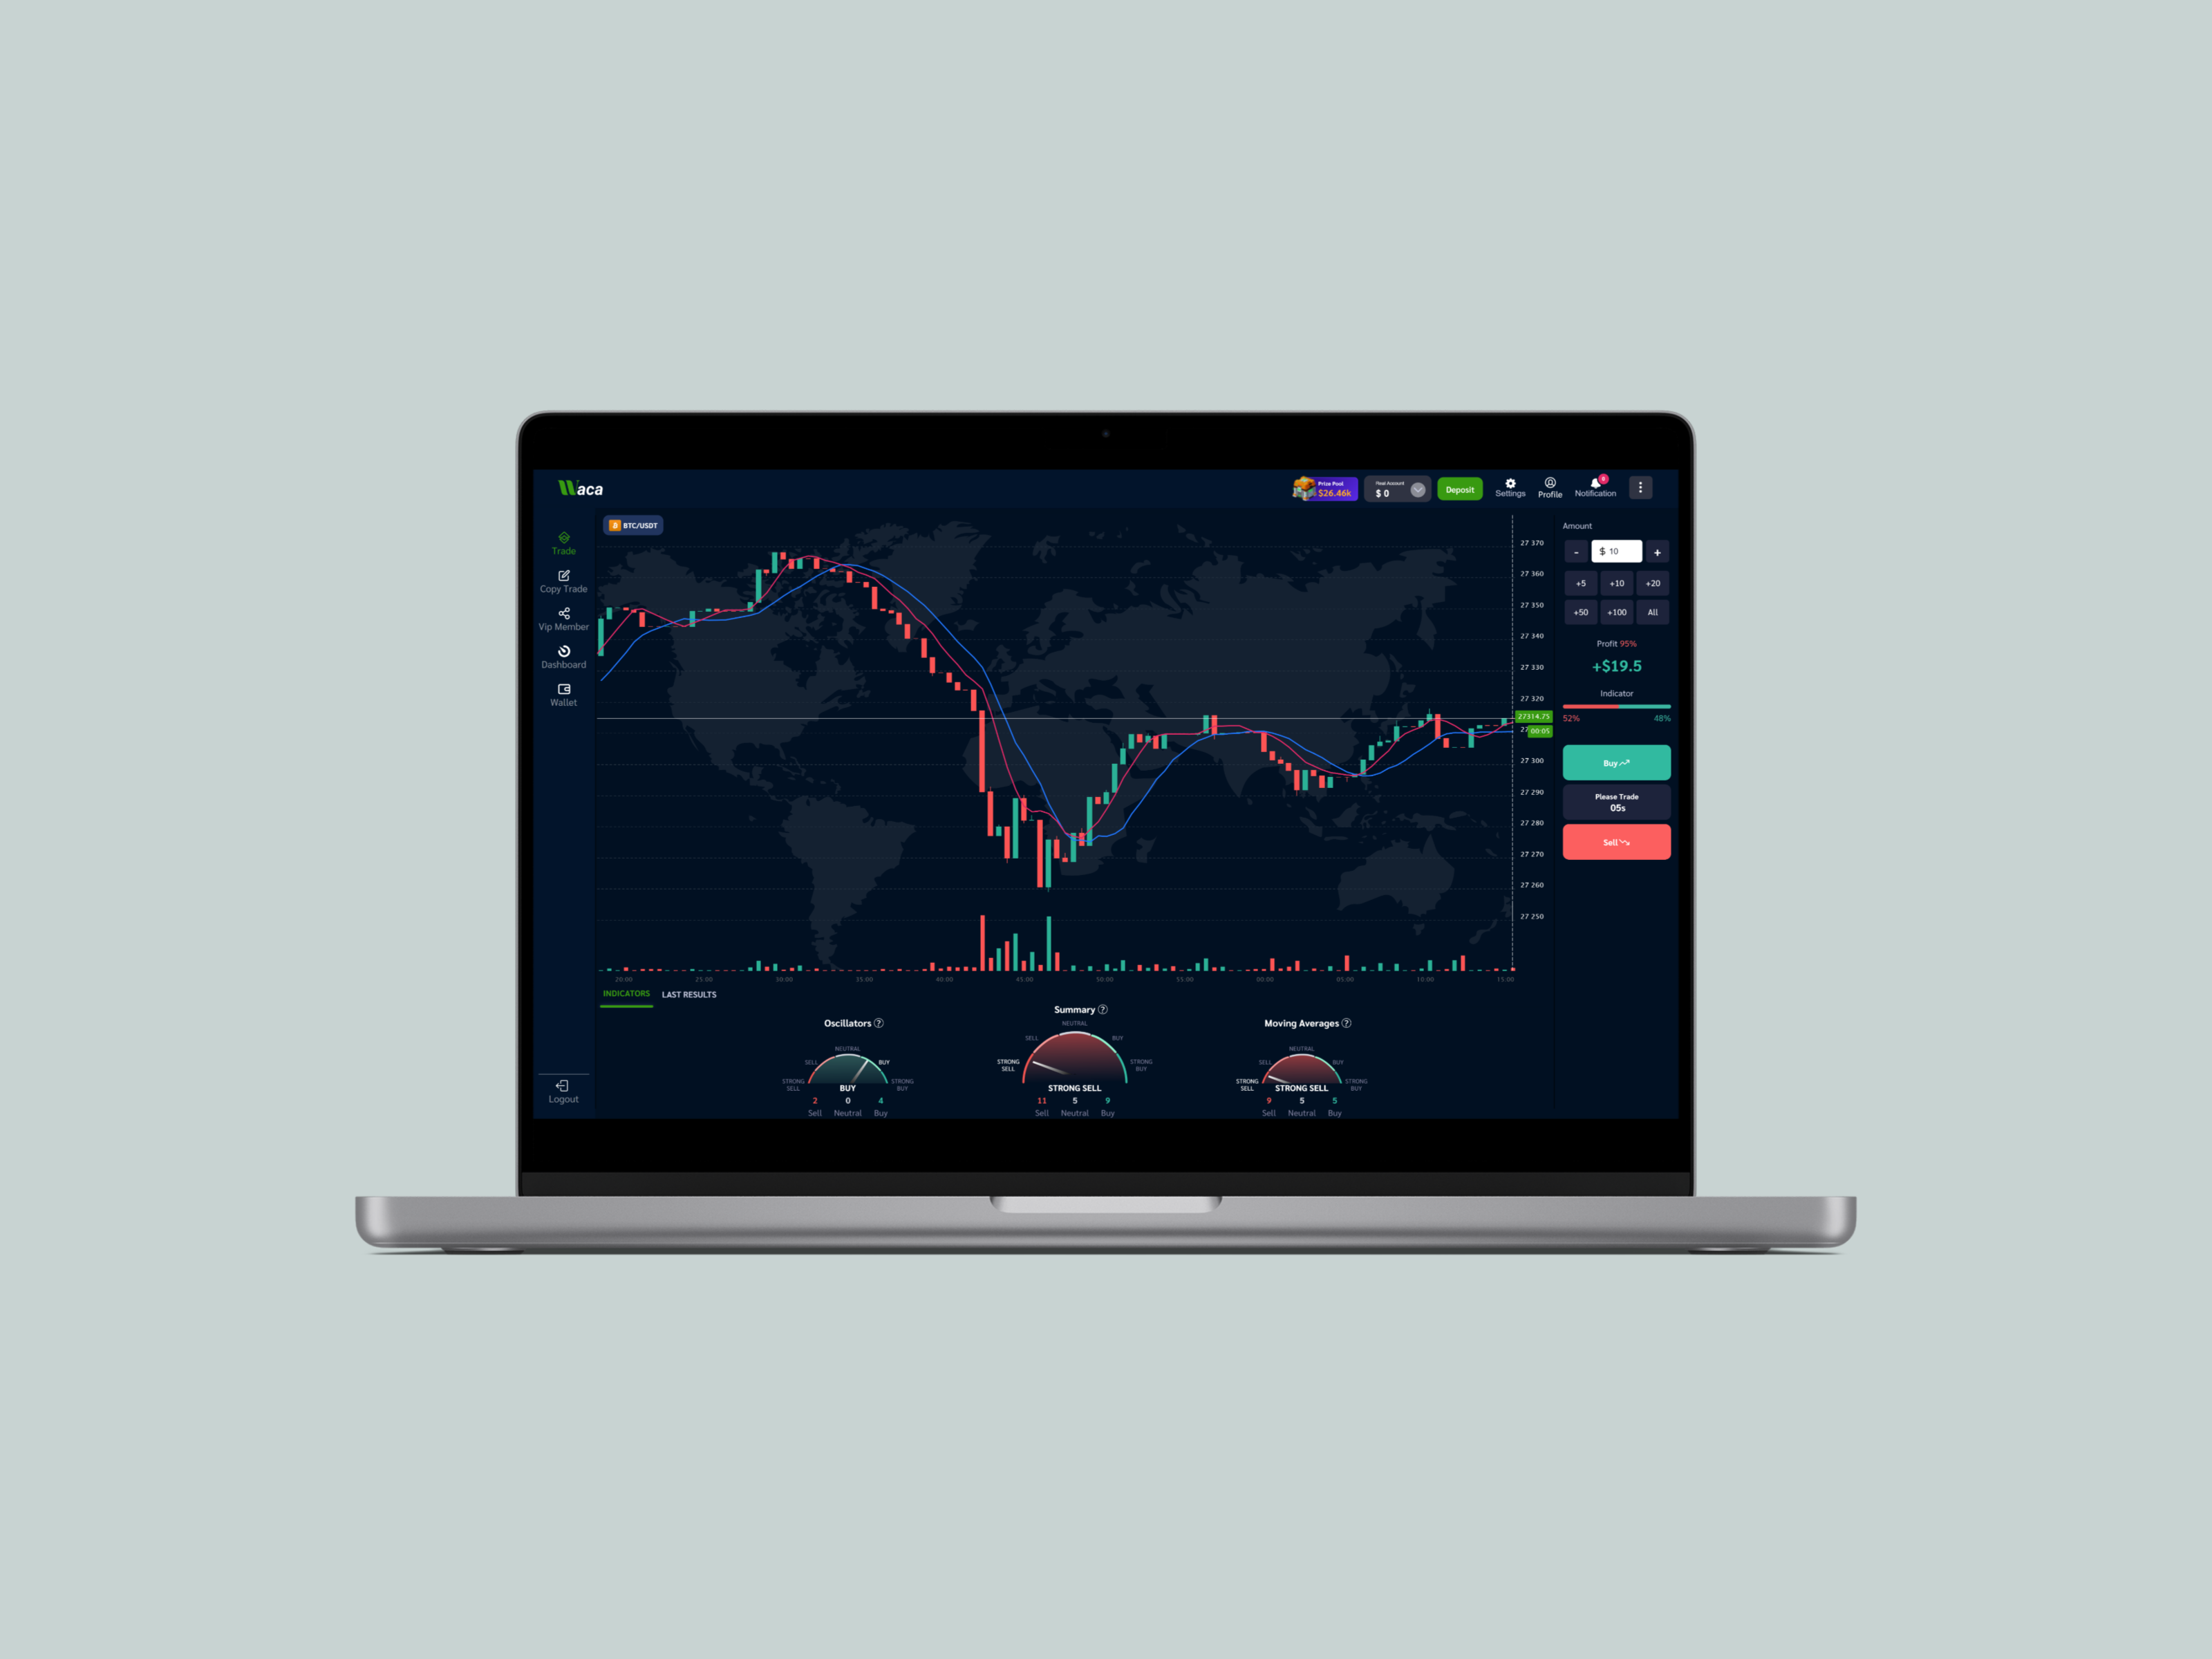 Waca
Prize Pool
$26.46k
Real Account
$ 0
Deposit
Settings
Profile
0
Notification
Trade
Copy Trade
Vip Member
Dashboard
Wallet
Logout
BTC/USDT
27 370
27 360
27 350
27 340
27 330
27 320
27314.75
00:05
27 300
27 290
27 280
27 270
27 260
27 250
20:00 25:00 30:00 35:00 40:00 45:00 50:00 55:00 00:00 05:00 10:00 15:00
Amount
- $ 10 +
+5 +10 +20
+50 +100 All
Profit 95%
+$19.5
Indicator
52% 48%
Buy
Please Trade
05s
Sell
INDICATORS LAST RESULTS
Oscillators ?
NEUTRAL
SELL BUY
STRONG SELL STRONG BUY
BUY
2 0 4
Sell Neutral Buy
Summary ?
NEUTRAL
SELL BUY
STRONG SELL STRONG BUY
STRONG SELL
11 5 9
Sell Neutral Buy
Moving Averages ?
NEUTRAL
SELL BUY
STRONG SELL STRONG BUY
STRONG SELL
9 5 5
Sell Neutral Buy